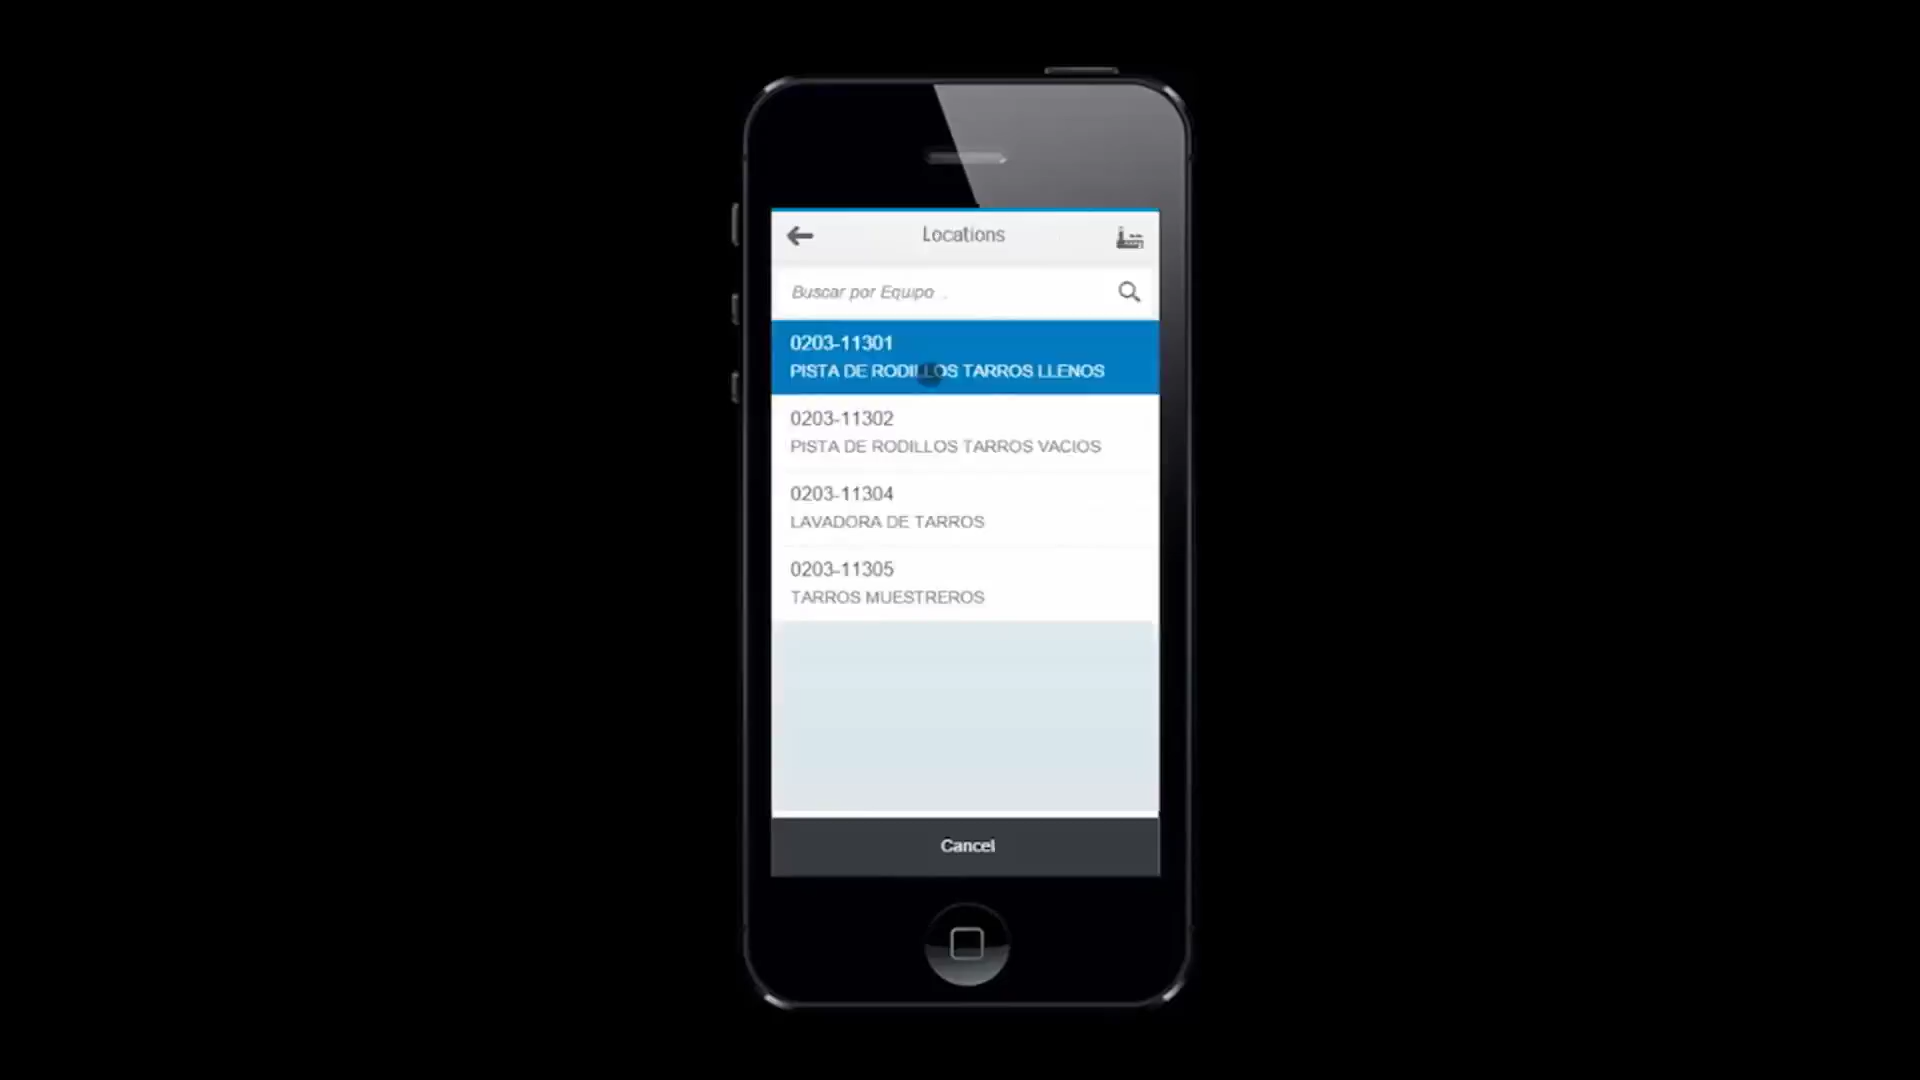 Locations
Buscar por Equipo ..
0203-11301
PISTA DE RODILLOS TARROS LLENOS
0203-11302
PISTA DE RODILLOS TARROS VACIOS
0203-11304
LAVADORA DE TARROS
0203-11305
TARROS MUESTREROS
Cancel